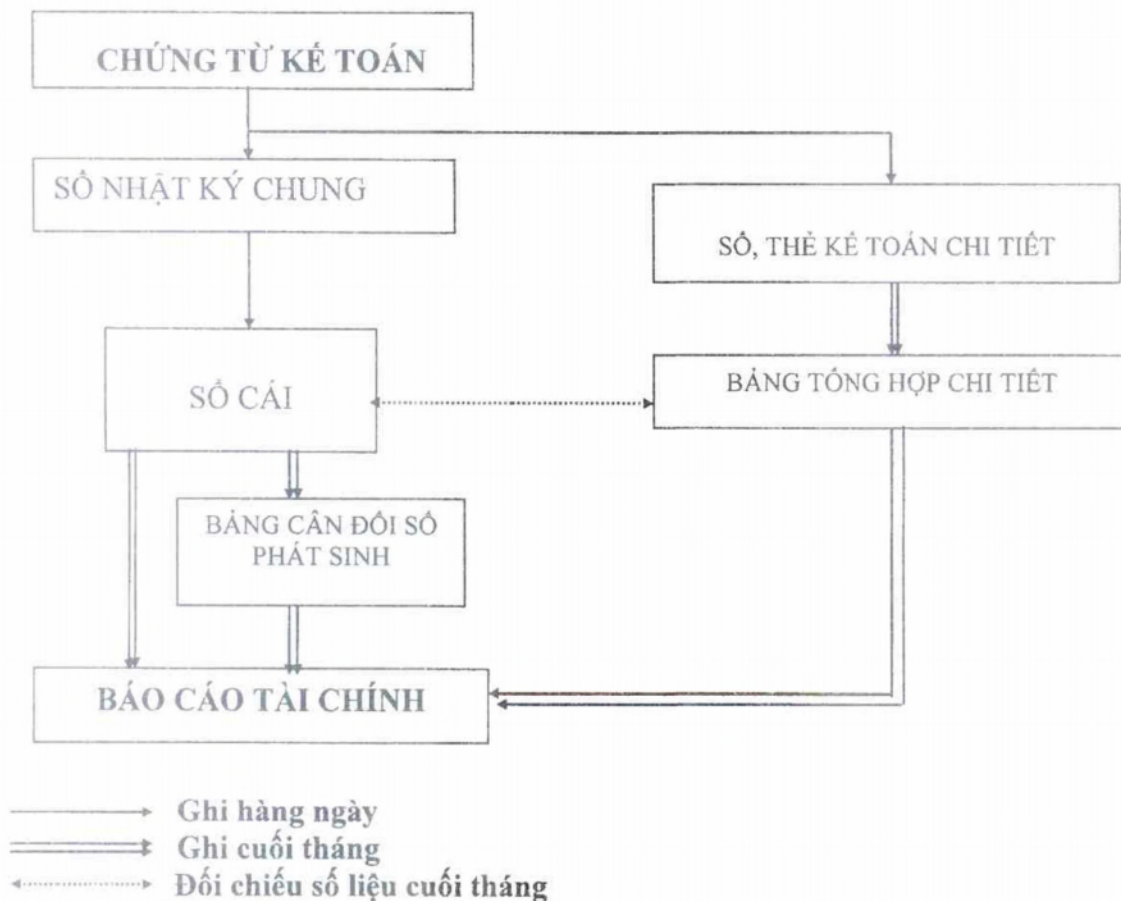 CHỨNG TỪ KẾ TOÁN
SỔ NHẬT KÝ CHUNG
SỔ, THẺ KẾ TOÁN CHI TIẾT
SỔ CÁI
BẢNG TỔNG HỢP CHI TIẾT
BẢNG CÂN ĐỐI SỐ
PHÁT SINH
BÁO CÁO TÀI CHÍNH
Ghi hàng ngày
Ghi cuối tháng
Đối chiếu số liệu cuối tháng